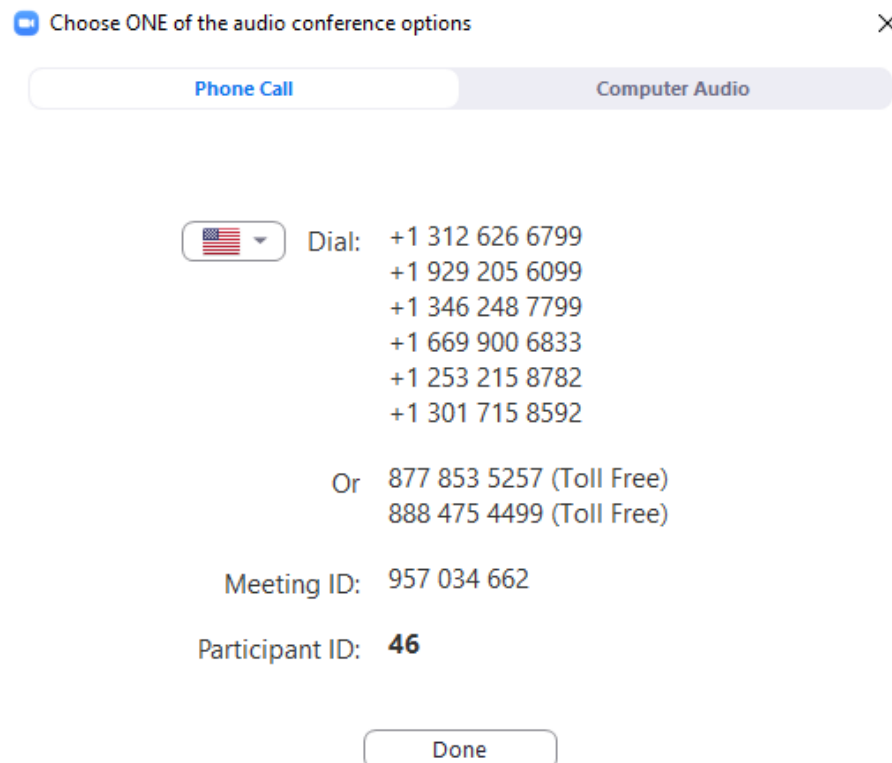 Choose ONE of the audio conference options
Phone Call Computer Audio
Dial: +1 312 626 6799
+1 929 205 6099
+1 346 248 7799
+1 669 900 6833
+1 253 215 8782
+1 301 715 8592
Or 877 853 5257 (Toll Free)
888 475 4499 (Toll Free)
Meeting ID: 957 034 662
Participant ID: 46
Done